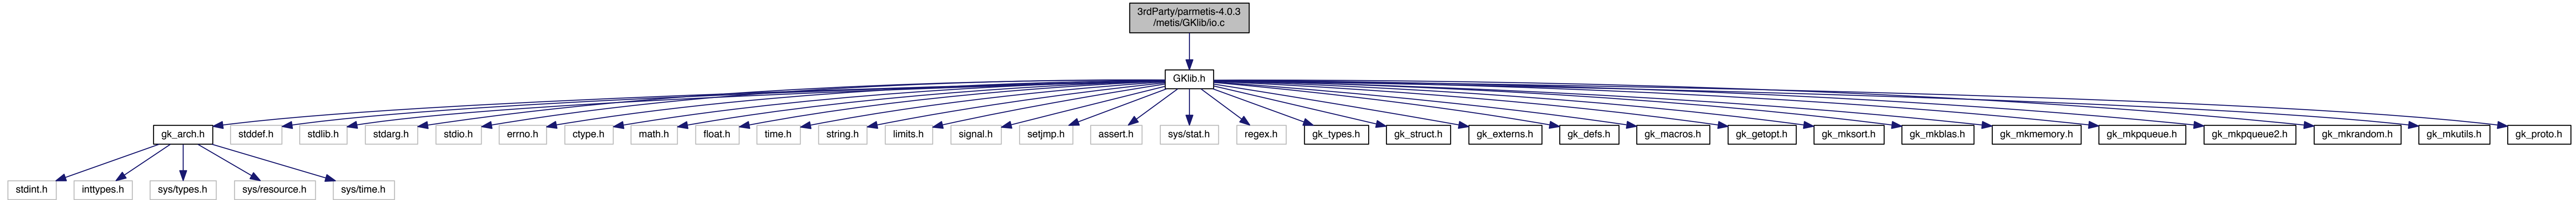 3rdParty/parmetis-4.0.3
/metis/GKlib/io.c
GKlib.h
gk_arch.h
stddef.h
stdlib.h
stdarg.h
stdio.h
errno.h
ctype.h
math.h
float.h
time.h
string.h
limits.h
signal.h
setjmp.h
assert.h
sys/stat.h
regex.h
gk_types.h
gk_struct.h
gk_externs.h
gk_defs.h
gk_macros.h
gk_getopt.h
gk_mksort.h
gk_mkblas.h
gk_mkmemory.h
gk_mkpqueue.h
gk_mkpqueue2.h
gk_mkrandom.h
gk_mkutils.h
gk_proto.h
stdint.h
inttypes.h
sys/types.h
sys/resource.h
sys/time.h